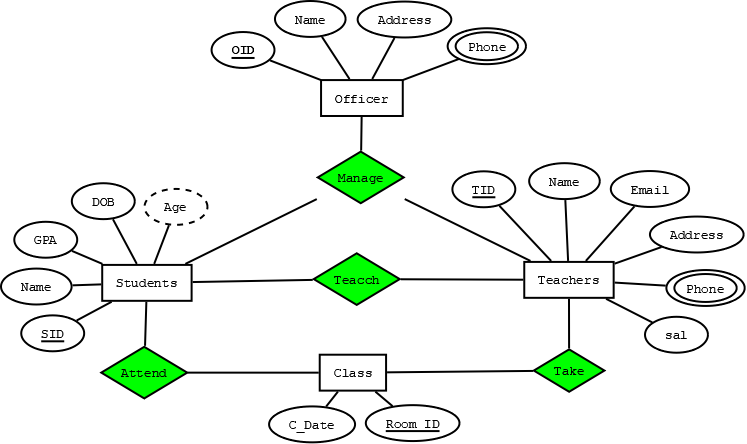 Name
Address
OID
Phone
Officer
Manage
TID
Name
Email
DOB
Age
GPA
Address
Students
Teacch
Teachers
Name
Phone
SID
sal
Attend
Class
Take
C_Date
Room_ID